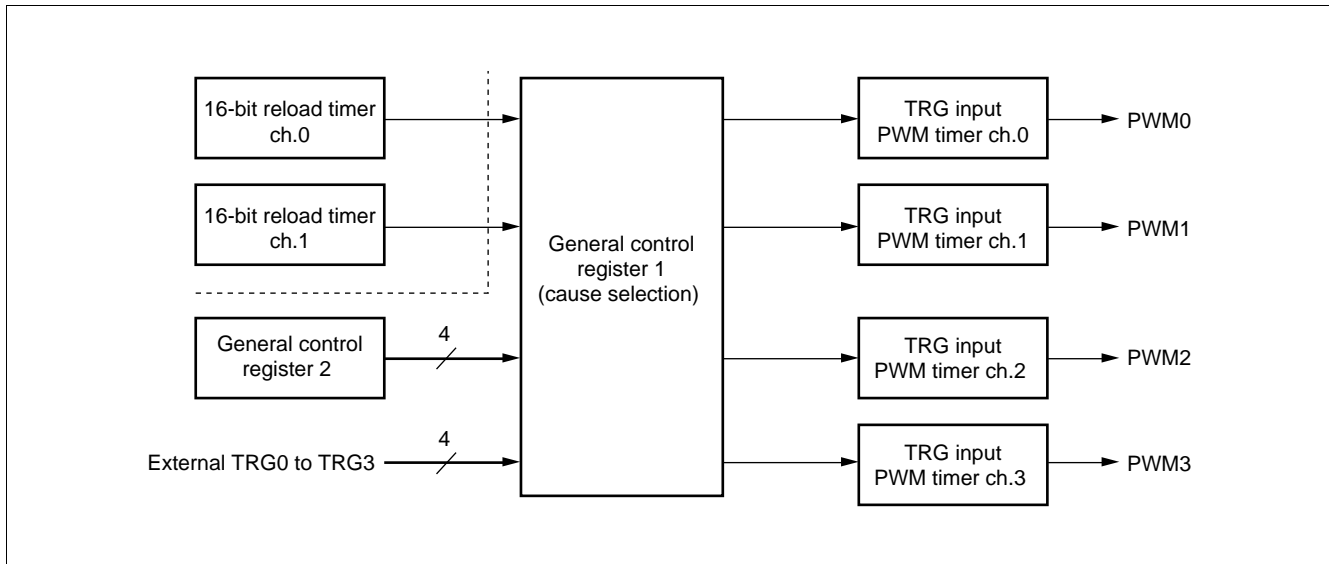 16-bit reload timer
ch.0
16-bit reload timer
ch.1
General control
register 2
4
External TRG0 to TRG3
4
General control
register 1
(cause selection)
TRG input
PWM timer ch.0
PWM0
TRG input
PWM timer ch.1
PWM1
TRG input
PWM timer ch.2
PWM2
TRG input
PWM timer ch.3
PWM3